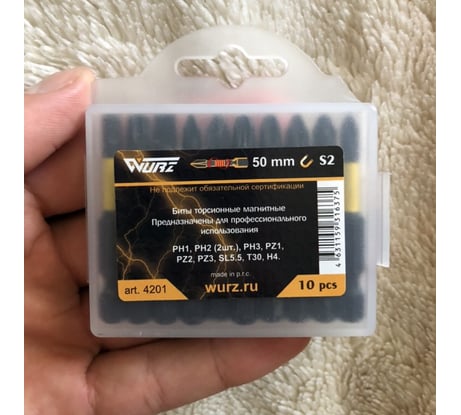 WURZ 50 mm S2
Не подлежит обязательной сертификации
Биты торсионные магнитные
Предназначены для профессионального
использования
PH1, PH2 (2шт.), PH3, PZ1,
PZ2, PZ3, SL5.5, T30, H4.
made in p.r.c.
art. 4201
wurz.ru
10 pcs
4631159316375